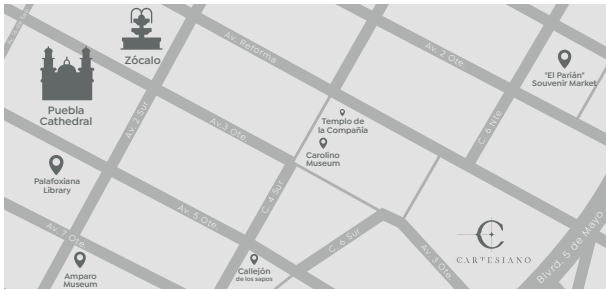 Zócalo
Av. Reforma
Av. 2 Ote.
"El Parián"
Souvenir Market
Puebla
Cathedral
Av. 2 Sur
Av.3 Ote.
Templo de
la Compañía
Carolino
Museum
C. 6 Nte.
Palafoxiana
Library
C. 4 Sur
Av. 5 Ote.
Av. 7 Ote.
C. 6 Sur
Av. 3 Ote.
C
CARTESIANO
Blvrd. 5 de Mayo
Amparo
Museum
Callejón
de los sapos